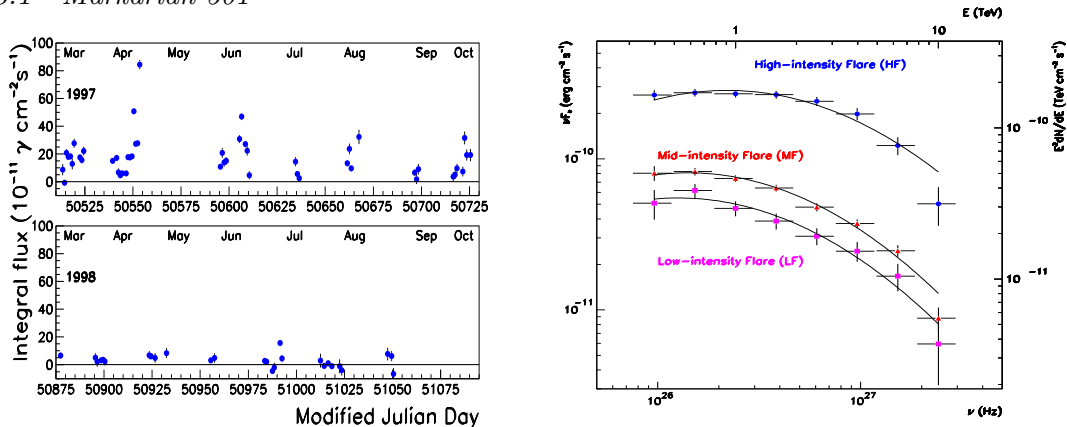 Markarian 501
Integral flux (10⁻¹¹ γ cm⁻²s⁻¹)
100
80
60
40
20
0
Mar Apr May Jun Jul Aug Sep Oct
1997
50525 50550 50575 50600 50625 50650 50675 50700 50725
100
80
60
40
20
0
Mar Apr May Jun Jul Aug Sep Oct
1998
50875 50900 50925 50950 50975 51000 51025 51050 51075
Modified Julian Day
E (TeV)
1 10
νFν (erg cm⁻² s⁻¹)
10⁻¹⁰
10⁻¹¹
High-intensity Flare (HF)
Mid-intensity Flare (MF)
Low-intensity Flare (LF)
E²dN/dE (TeV cm⁻² s⁻¹)
10⁻¹⁰
10⁻¹¹
10²⁶ 10²⁷
ν (Hz)